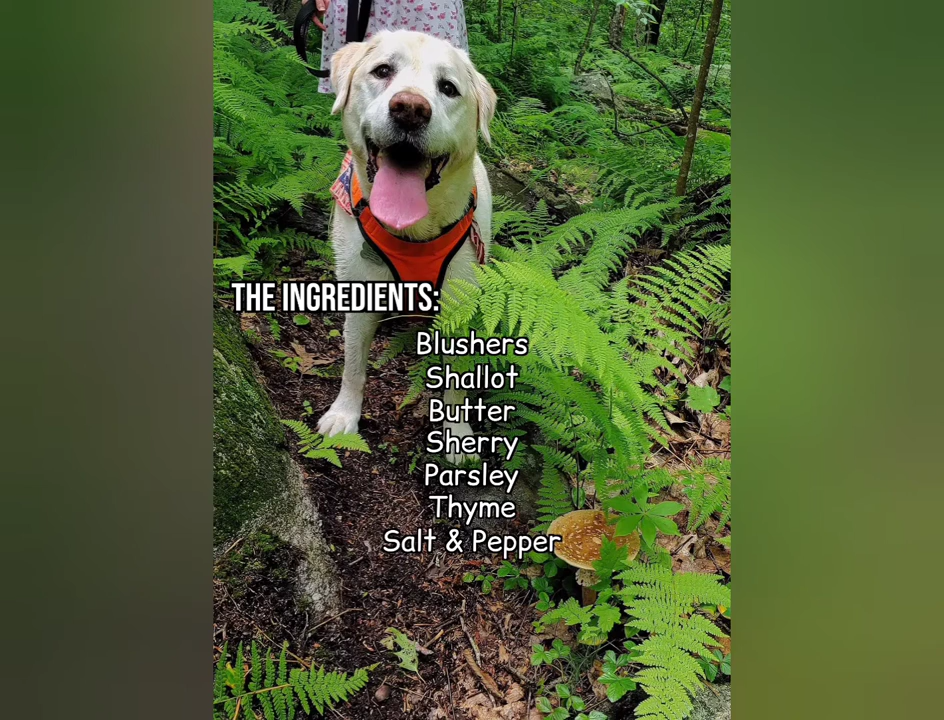 THE INGREDIENTS:
Blushers
Shallot
Butter
Sherry
Parsley
Thyme
Salt & Pepper